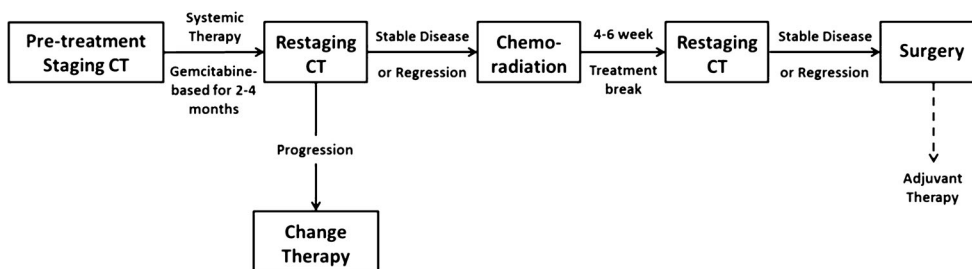 Pre-treatment
Staging CT
Systemic
Therapy
Gemcitabine-
based for 2-4
months
Restaging
CT
Stable Disease
or Regression
Chemo-
radiation
4-6 week
Treatment
break
Restaging
CT
Stable Disease
or Regression
Surgery
Progression
Adjuvant
Therapy
Change
Therapy